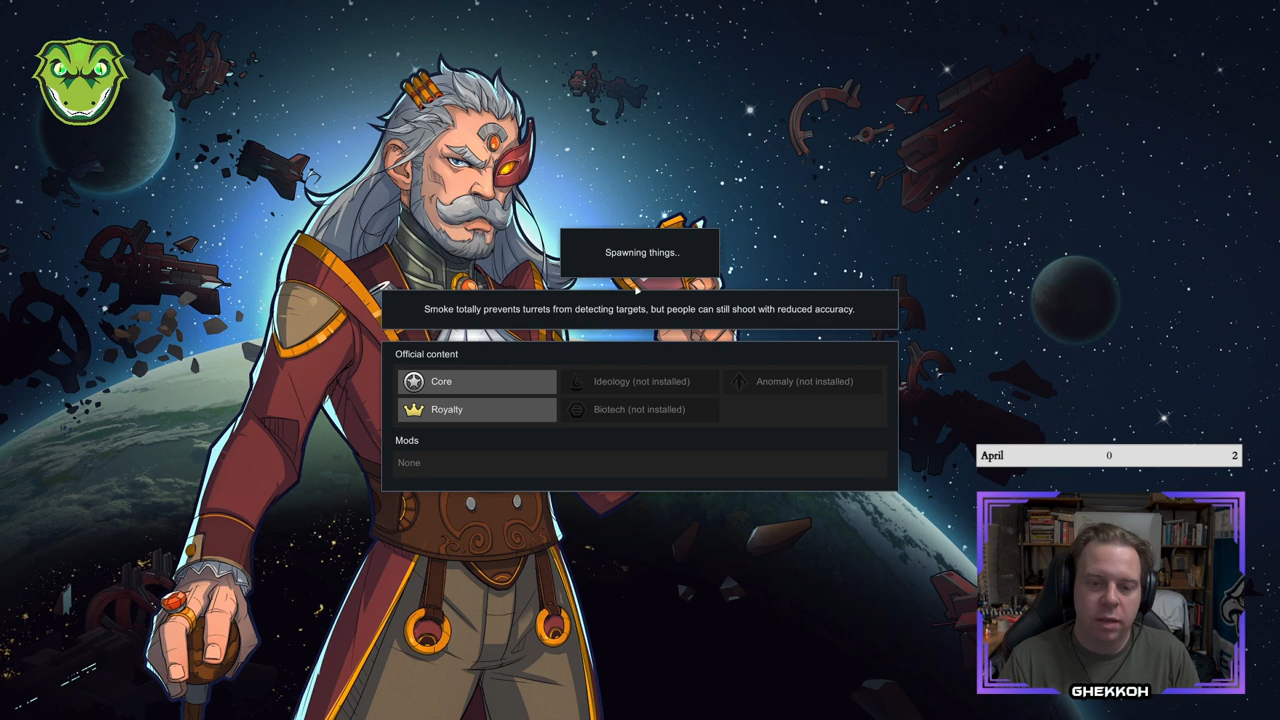 Spawning things..
Smoke totally prevents turrets from detecting targets, but people can still shoot with reduced accuracy.
Official content
Core
Ideology (not installed)
Anomaly (not installed)
Royalty
Biotech (not installed)
Mods
None
April 0 2
GHEKKOH